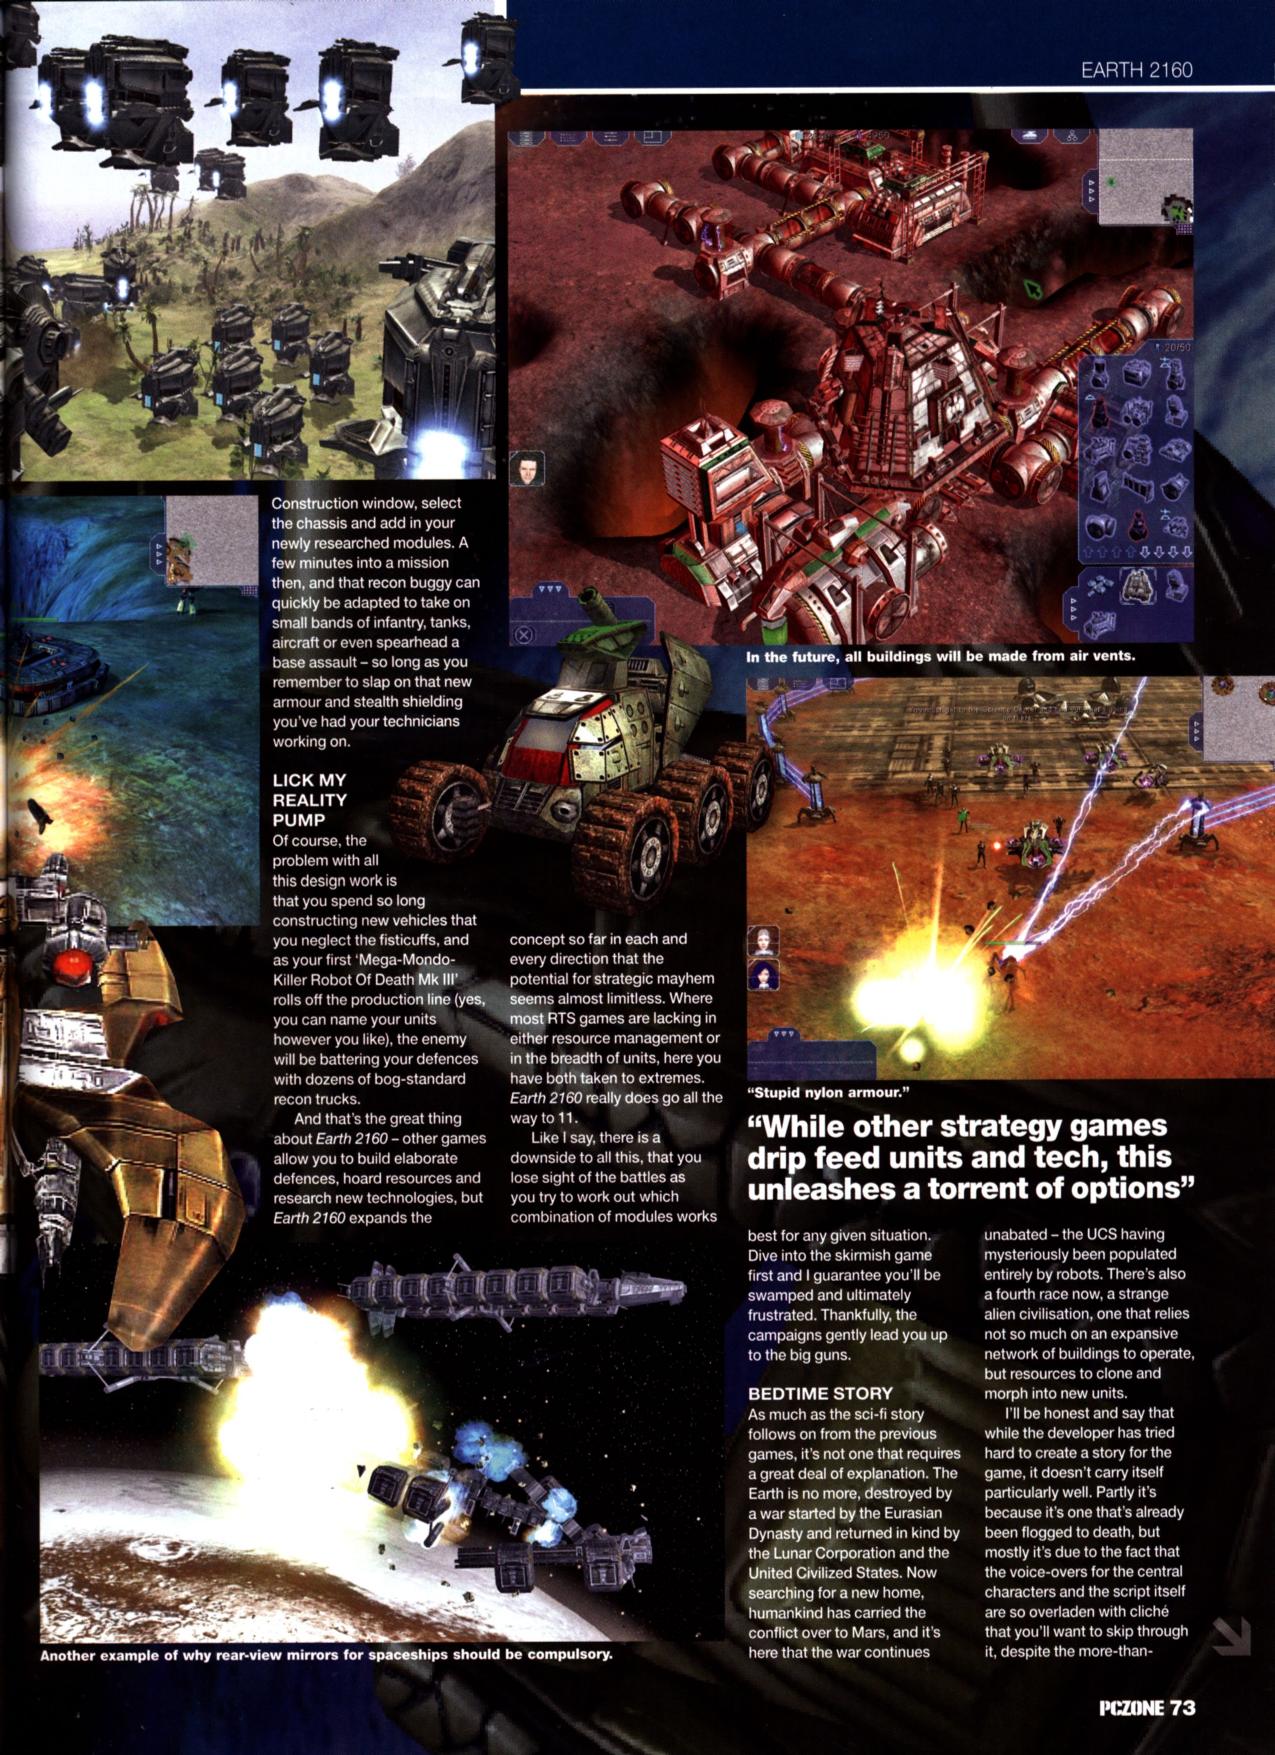 EARTH 2160
20/50
In the future, all buildings will be made from air vents.
Construction window, select
the chassis and add in your
newly researched modules. A
few minutes into a mission
then, and that recon buggy can
quickly be adapted to take on
small bands of infantry, tanks,
aircraft or even spearhead a
base assault – so long as you
remember to slap on that new
armour and stealth shielding
you've had your technicians
working on.
LICK MY
REALITY
PUMP
Of course, the
problem with all
this design work is
that you spend so long
constructing new vehicles that
you neglect the fisticuffs, and
as your first 'Mega-Mondo-
Killer Robot Of Death Mk III'
rolls off the production line (yes,
you can name your units
however you like), the enemy
will be battering your defences
with dozens of bog-standard
recon trucks.
And that's the great thing
about Earth 2160 – other games
allow you to build elaborate
defences, hoard resources and
research new technologies, but
Earth 2160 expands the
concept so far in each and
every direction that the
potential for strategic mayhem
seems almost limitless. Where
most RTS games are lacking in
either resource management or
in the breadth of units, here you
have both taken to extremes.
Earth 2160 really does go all the
way to 11.
Like I say, there is a
downside to all this, that you
lose sight of the battles as
you try to work out which
combination of modules works
"Stupid nylon armour."
"While other strategy games
drip feed units and tech, this
unleashes a torrent of options"
best for any given situation.
Dive into the skirmish game
first and I guarantee you'll be
swamped and ultimately
frustrated. Thankfully, the
campaigns gently lead you up
to the big guns.
BEDTIME STORY
As much as the sci-fi story
follows on from the previous
games, it's not one that requires
a great deal of explanation. The
Earth is no more, destroyed by
a war started by the Eurasian
Dynasty and returned in kind by
the Lunar Corporation and the
United Civilized States. Now
searching for a new home,
humankind has carried the
conflict over to Mars, and it's
here that the war continues
unabated – the UCS having
mysteriously been populated
entirely by robots. There's also
a fourth race now, a strange
alien civilisation, one that relies
not so much on an expansive
network of buildings to operate,
but resources to clone and
morph into new units.
I'll be honest and say that
while the developer has tried
hard to create a story for the
game, it doesn't carry itself
particularly well. Partly it's
because it's one that's already
been flogged to death, but
mostly it's due to the fact that
the voice-overs for the central
characters and the script itself
are so overladen with cliché
that you'll want to skip through
it, despite the more-than-
Another example of why rear-view mirrors for spaceships should be compulsory.
PCZONE 73